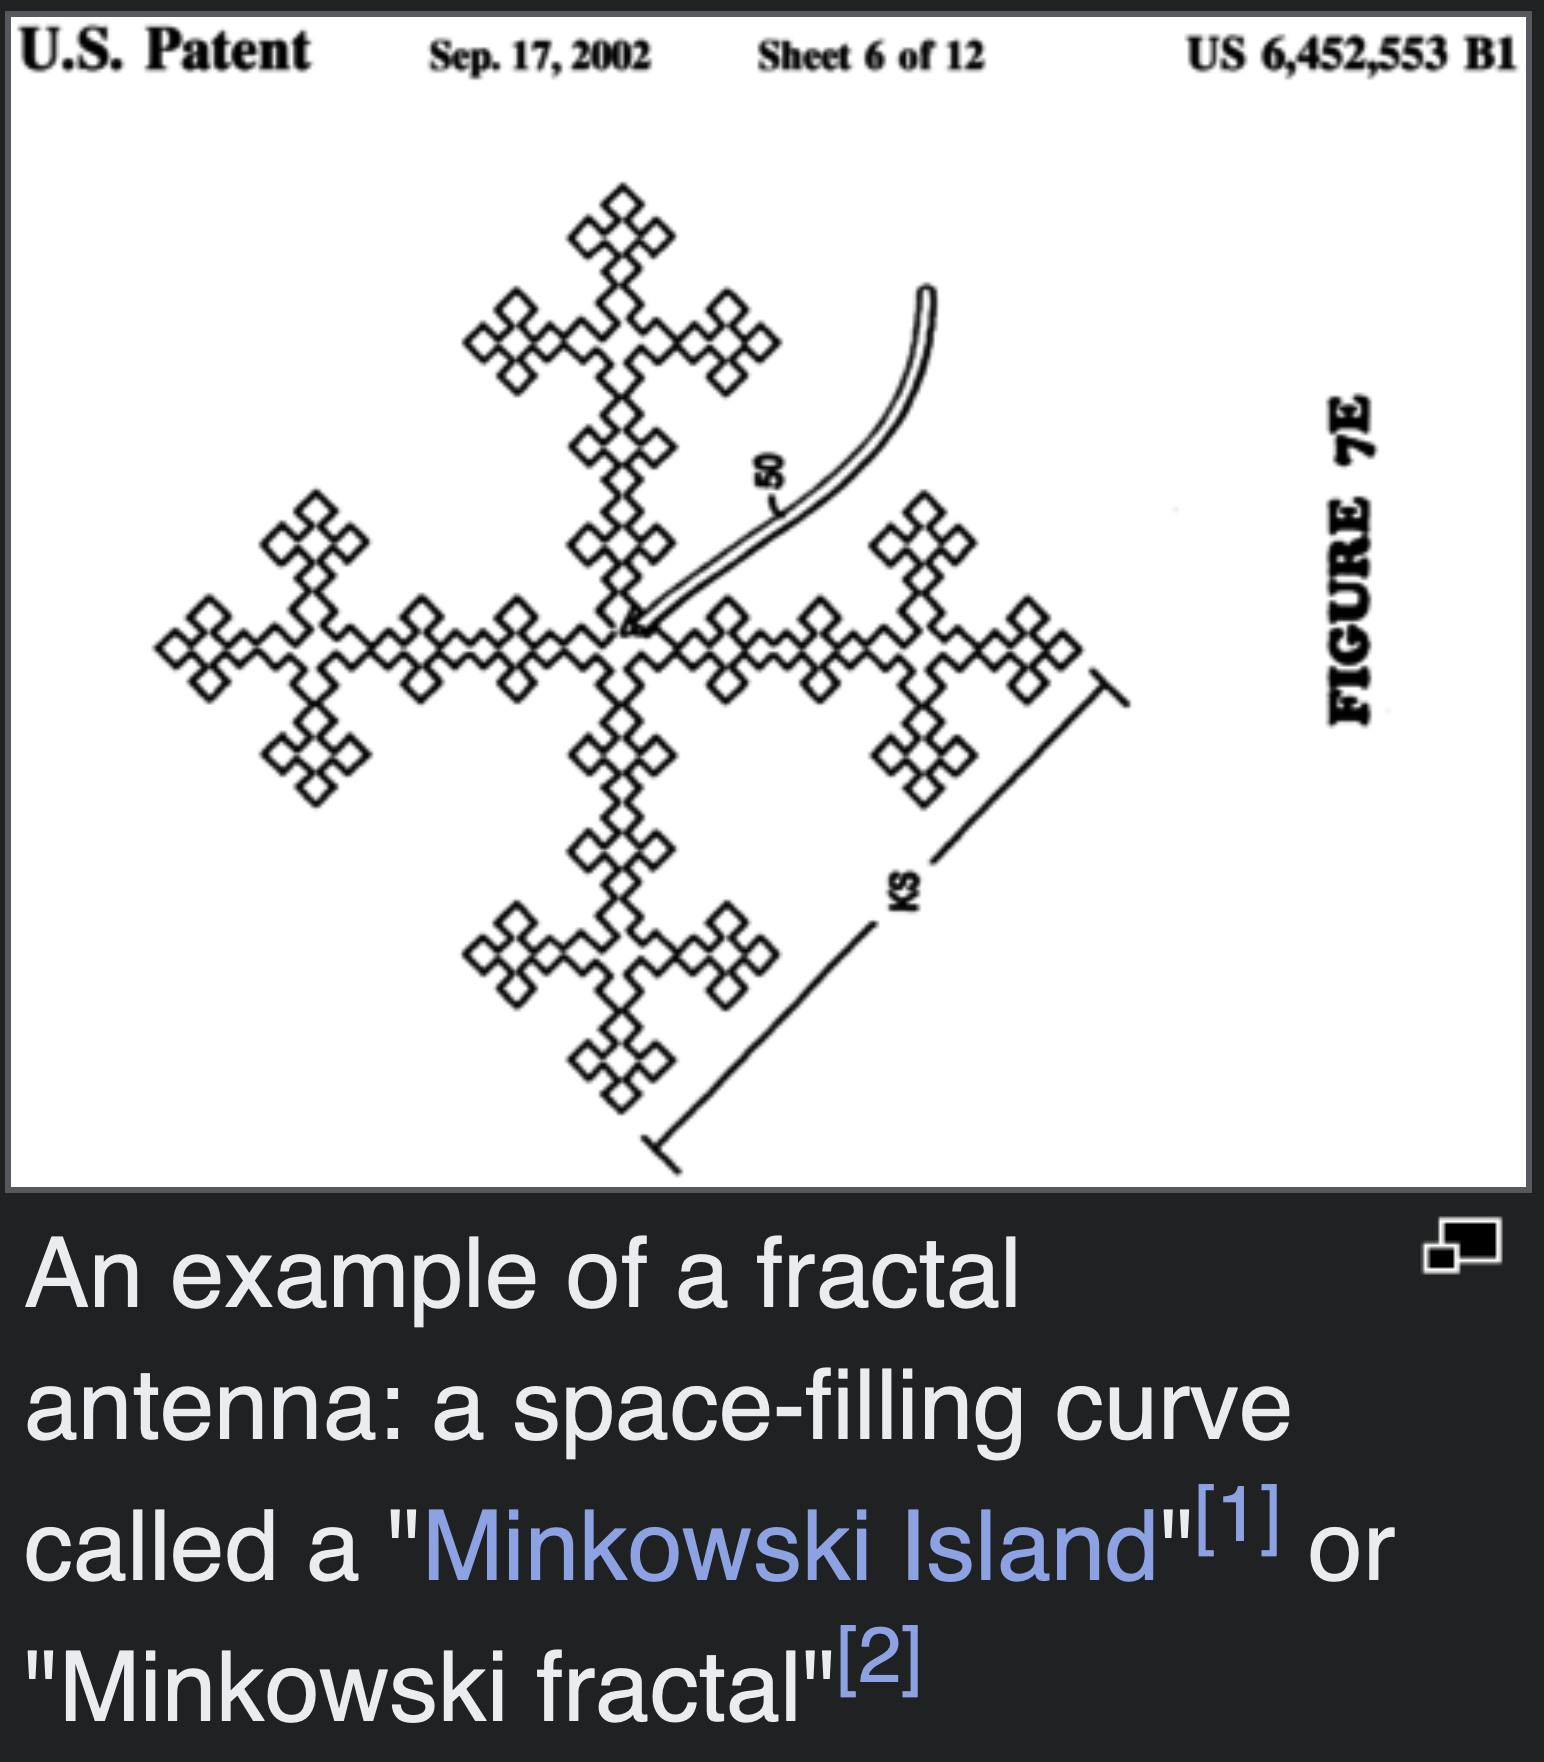 U.S. Patent Sep. 17, 2002 Sheet 6 of 12 US 6,452,553 B1
50
FIGURE 7E
KS
An example of a fractal
antenna: a space-filling curve
called a "Minkowski Island"[1] or
"Minkowski fractal"[2]